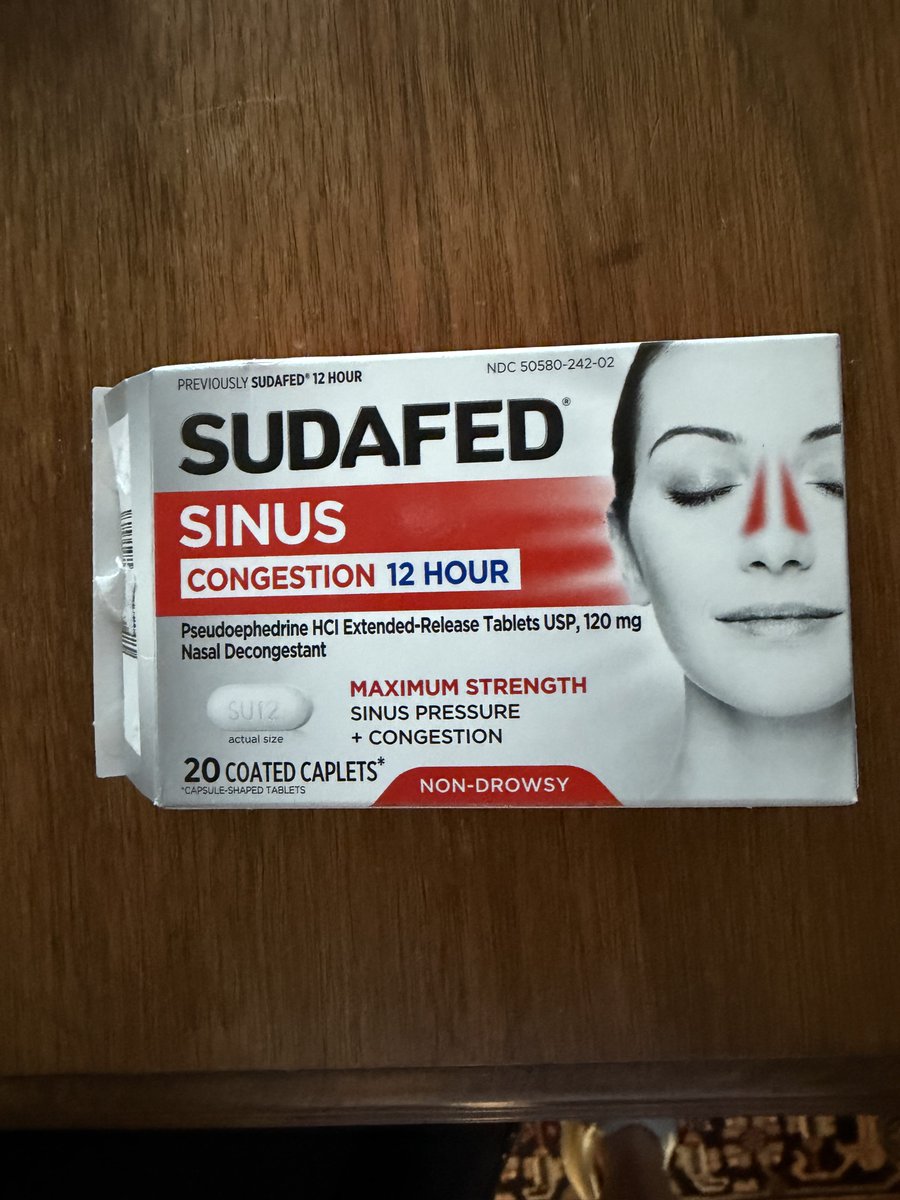 PREVIOUSLY SUDAFED® 12 HOUR
NDC 50580-242-02
SUDAFED®
SINUS
CONGESTION 12 HOUR
Pseudoephedrine HCl Extended-Release Tablets USP, 120 mg
Nasal Decongestant
SU12
actual size
MAXIMUM STRENGTH
SINUS PRESSURE
+ CONGESTION
20 COATED CAPLETS*
*CAPSULE-SHAPED TABLETS
NON-DROWSY